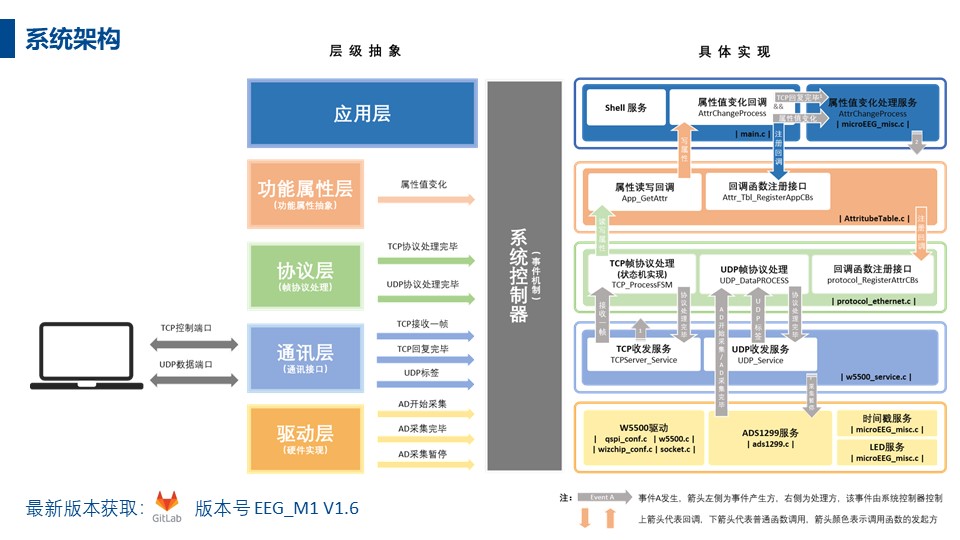 系统架构
层 级 抽 象
具 体 实 现
应用层
功能属性层
(功能属性抽象)
属性值变化
协议层
(帧协议处理)
TCP协议处理完毕
UDP协议处理完毕
TCP控制端口
UDP数据端口
通讯层
(通讯接口)
TCP接收一帧
TCP回复完毕
UDP标签
驱动层
(硬件实现)
AD开始采集
AD采集完毕
AD采集暂停
系统控制器
(事件机制)
Shell 服务
属性值变化回调
AttrChangeProcess
| main.c |
TCP回复完毕
&&
属性值变化
属性值变化处理服务
AttrChangeProcess
| microEEG_misc.c |
注册回调
属性读写回调
App_GetAttr
回调函数注册接口
Attr_Tbl_RegisterAppCBs
| AttritubeTable.c |
读写属性
注册回调
TCP帧协议处理
(状态机实现)
TCP_ProcessFSM
UDP帧协议处理
UDP_DataPROCESS
回调函数注册接口
protocol_RegisterAttrCBs
| protocol_ethernet.c |
接收一帧
1
协议处理完毕
AD开始采集/AD采集完毕
UDP标签
协议处理完毕
TCP收发服务
TCPServer_Service
UDP收发服务
UDP_Service
| w5500_service.c |
W5500驱动
| qspi_conf.c | w5500.c |
| wizchip_conf.c | socket.c |
ADS1299服务
| ads1299.c |
时间戳服务
| microEEG_misc.c |
LED服务
| microEEG_misc.c |
最新版本获取:
GitLab
版本号 EEG_M1 V1.6
注:
Event A
事件A发生，箭头左侧为事件产生方，右侧为处理方，该事件由系统控制器控制
上箭头代表回调，下箭头代表普通函数调用，箭头颜色表示调用函数的发起方